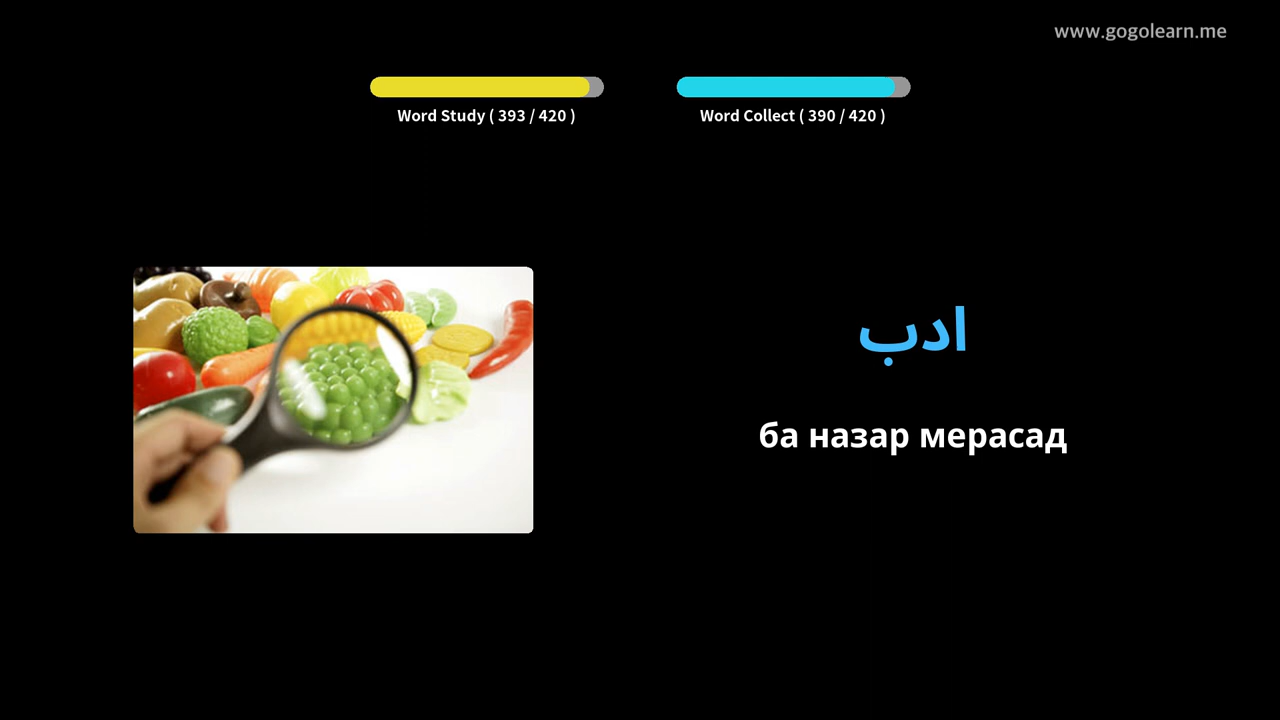 www.gogolearn.me
Word Study ( 393 / 420 )
Word Collect ( 390 / 420 )
ادب
ба назар мерасад